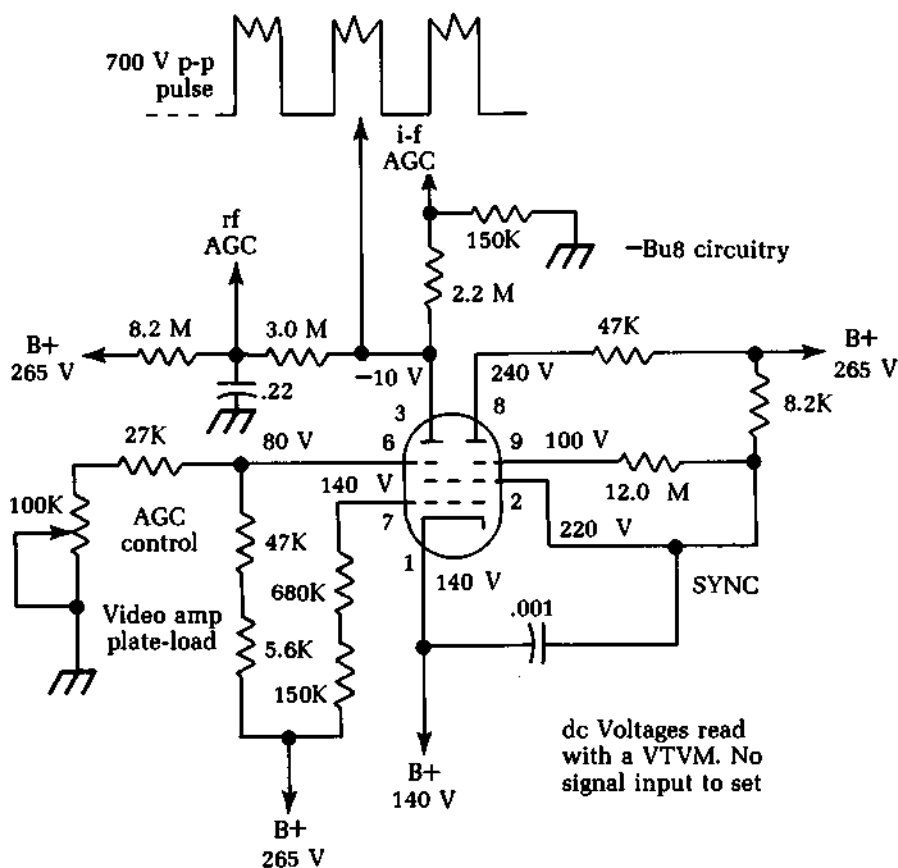 700 V p-p
pulse
i-f
AGC
rf
AGC
150K
–Bu8 circuitry
2.2 M
8.2 M
3.0 M
47K
B+
265 V
–10 V
240 V
B+
265 V
.22
8.2K
3
8
27K
80 V
6
9
100 V
140 V
12.0 M
100K
AGC
control
7
2
47K
220 V
1
680K
140 V
SYNC
Video amp
plate-load
.001
5.6K
150K
dc Voltages read
with a VTVM. No
signal input to set
B+
140 V
B+
265 V